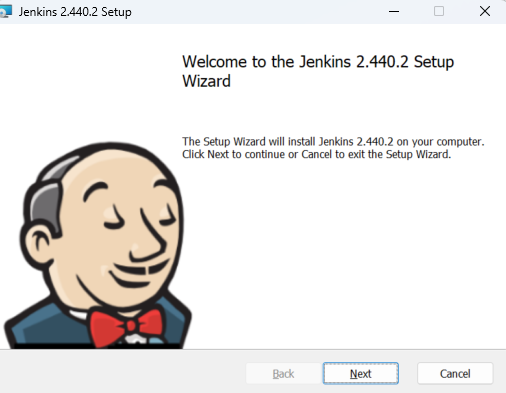 Jenkins 2.440.2 Setup
Welcome to the Jenkins 2.440.2 Setup
Wizard
The Setup Wizard will install Jenkins 2.440.2 on your computer.
Click Next to continue or Cancel to exit the Setup Wizard.
Back Next Cancel